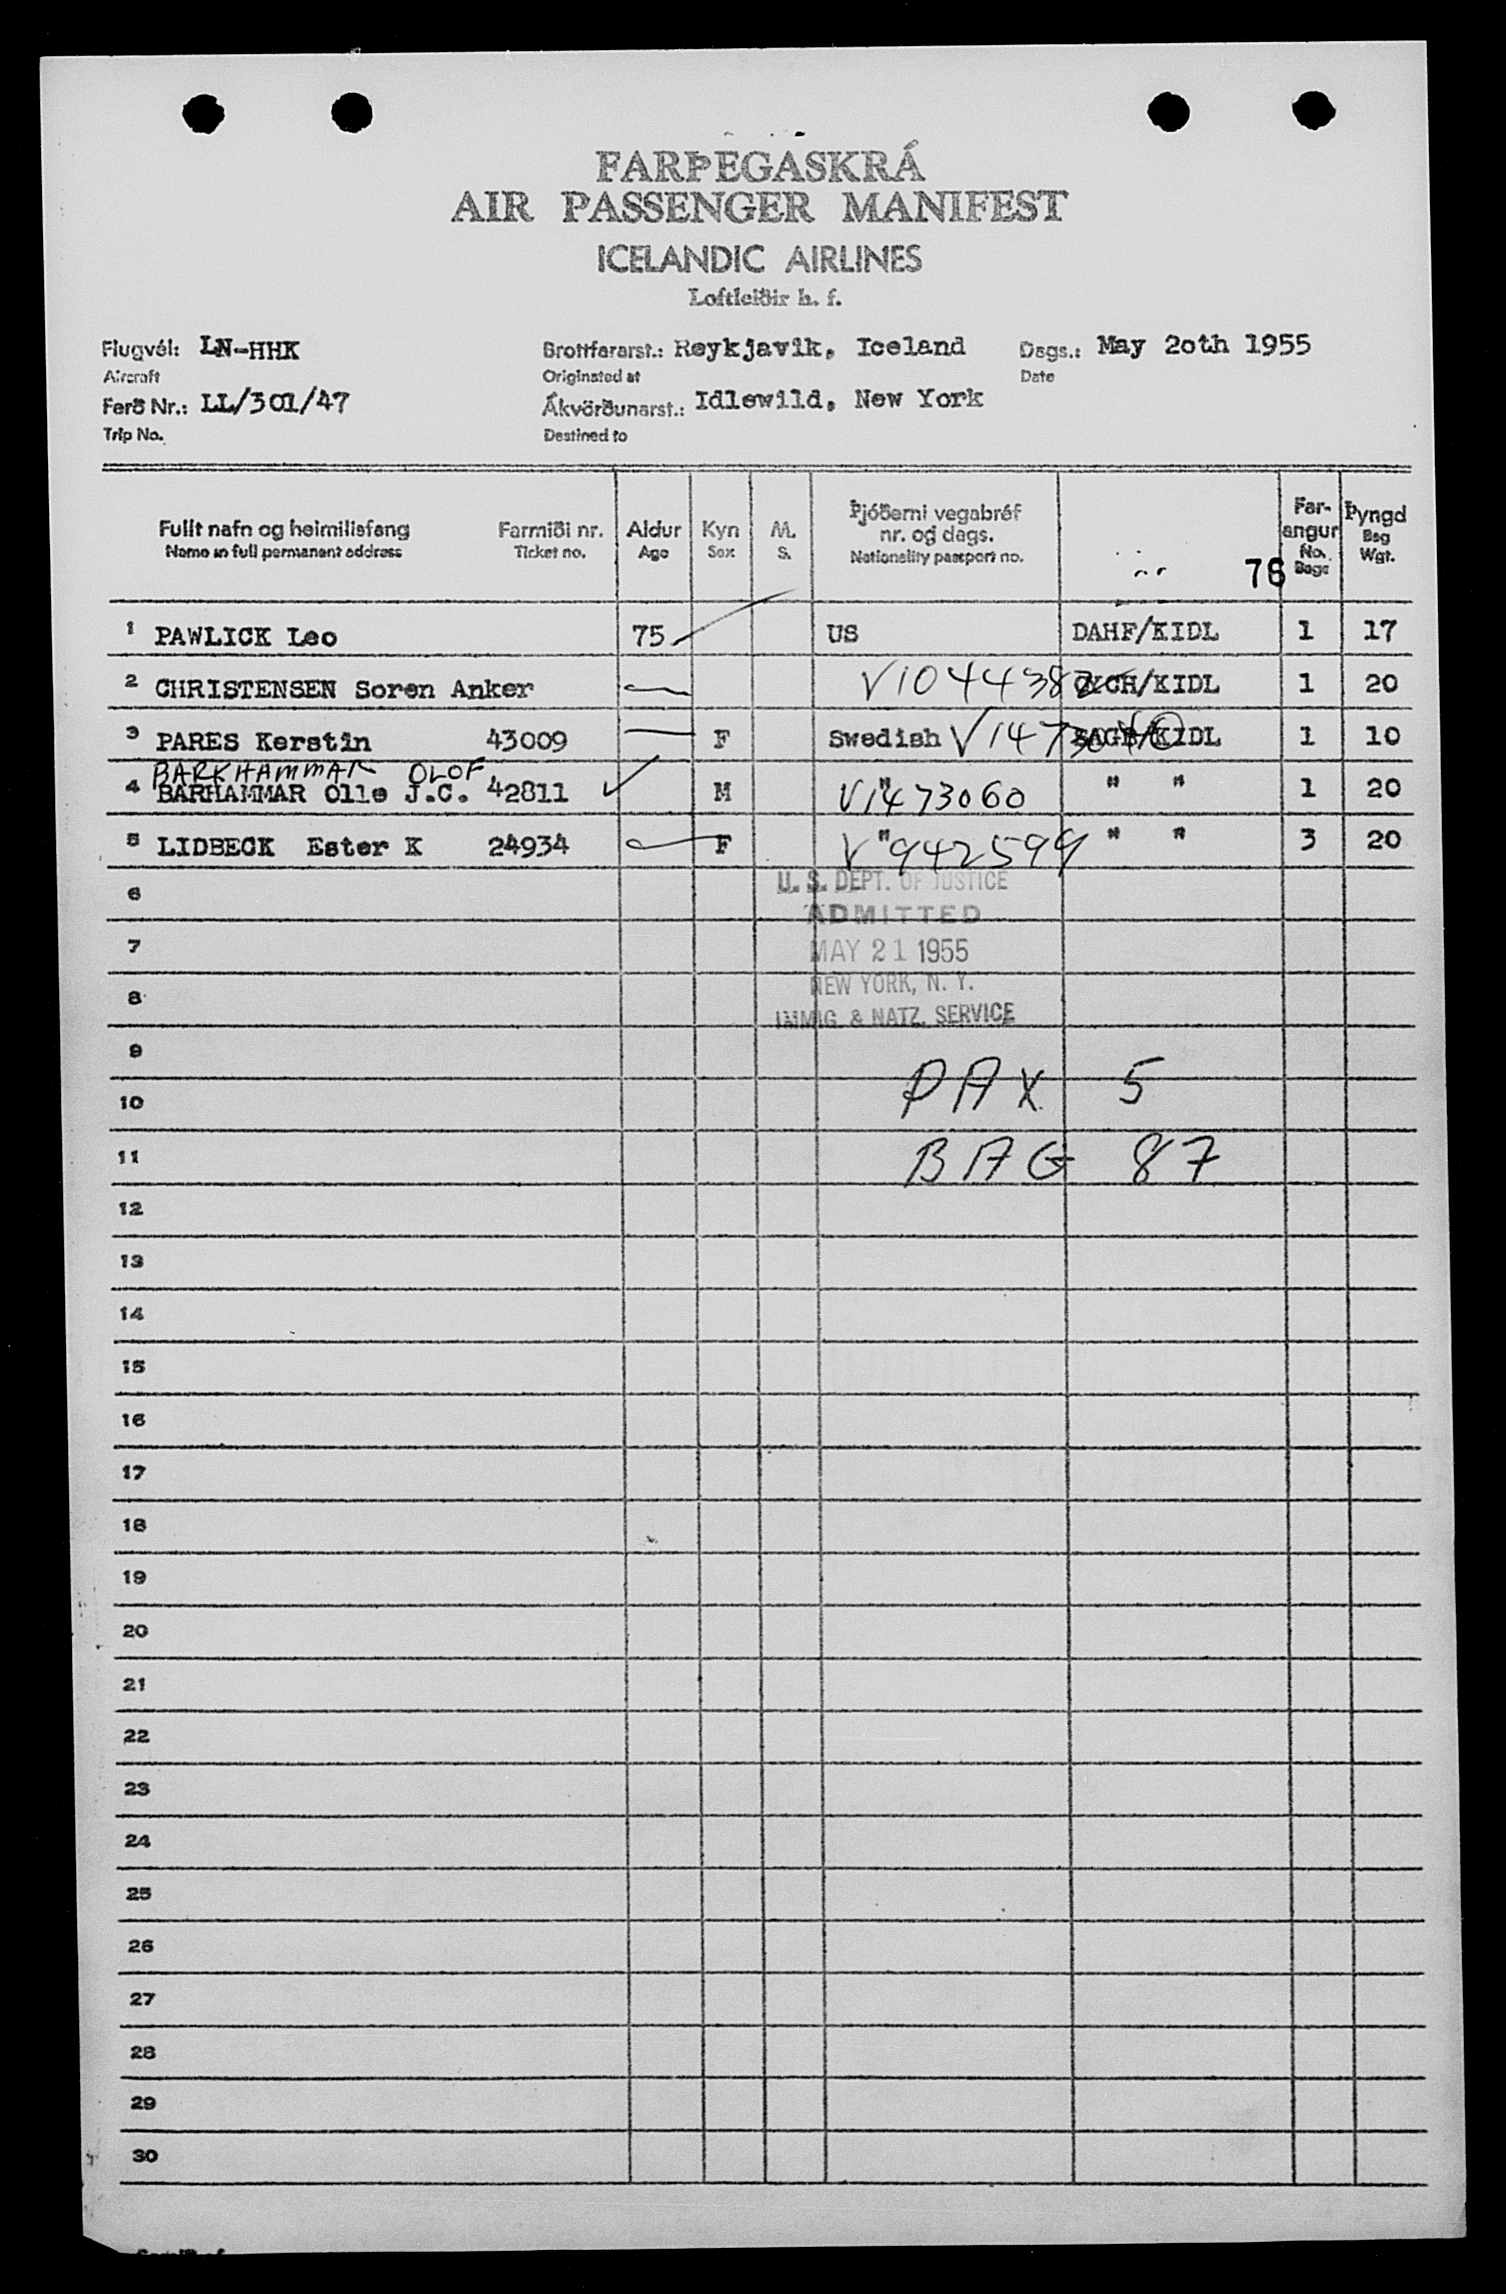 FARÞEGASKRÁ
AIR PASSENGER MANIFEST
ICELANDIC AIRLINES
Loftleiðir h. f.
Flugvél: LN-HHK Brottfararst.: Reykjavik, Iceland Dags.: May 2oth 1955
Aircraft Originated at Date
Ferð Nr.: LL/301/47 Ákvörðunarst.: Idlewild, New York
Trip No. Destined to
Fullt nafn og heimilisfang Farmiði nr. Aldur Kyn M. Þjóðerni vegabréf nr. og dags. Far-angur Þyngd
Name in full permanent address Ticket no. Age Sex S. Nationality passport no. 76 No. Bags Bag Wgt.
1 PAWLICK Leo 75 US DAHF/KIDL 1 17
2 CHRISTENSEN Soren Anker V1044382 /KIDL 1 20
3 PARES Kerstin 43009 F Swedish V1473040 /KIDL 1 10
BARKHAMMAR OLOF
4 BARHAMMAR Olle J.C. 42811 M " V1473060 " " 1 20
5 LIDBECK Ester K 24934 F " V942599 " " 3 20
U. S. DEPT. OF JUSTICE
6
ADMITTED
7
MAY 21 1955
NEW YORK, N. Y.
8
IMMIG. & NATZ. SERVICE
9
PAX 5
10
11 BAG 87
12
13
14
15
16
17
18
19
20
21
22
23
24
25
26
27
28
29
30